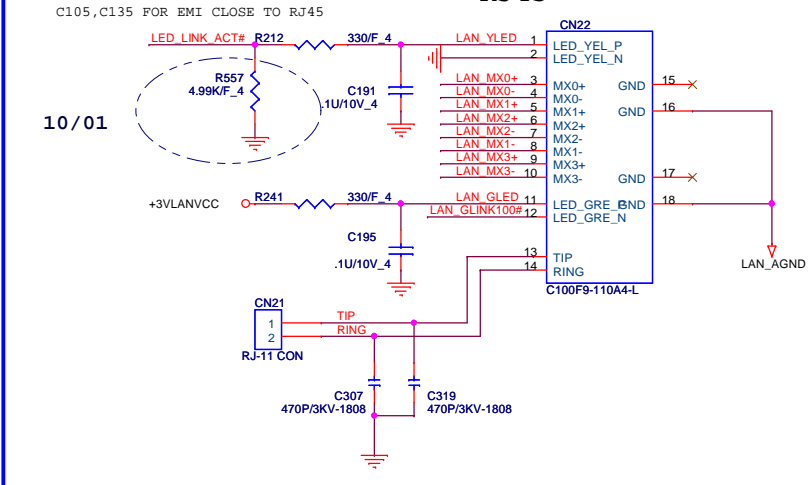 C105,C135 FOR EMI CLOSE TO RJ45
CN22
LED_LINK_ACT# R212 330/F_4 LAN_YLED 1 LED_YEL_P
2 LED_YEL_N
R557
4.99K/F_4
C191
.1U/10V_4
10/01
LAN_MX0+ 3 MX0+ GND 15
LAN_MX0- 4 MX0-
LAN_MX1+ 5 MX1+ GND 16
LAN_MX2+ 6 MX2+
LAN_MX2- 7 MX2-
LAN_MX1- 8 MX1-
LAN_MX3+ 9 MX3+
LAN_MX3- 10 MX3- GND 17
+3VLANVCC R241 330/F_4 LAN_GLED 11 LED_GRE_P GND 18
LAN_GLINK100# 12 LED_GRE_N
C195
.1U/10V_4
13 TIP
14 RING
LAN_AGND
C100F9-110A4-L
CN21
1 TIP
2 RING
RJ-11 CON
C307
470P/3KV-1808
C319
470P/3KV-1808